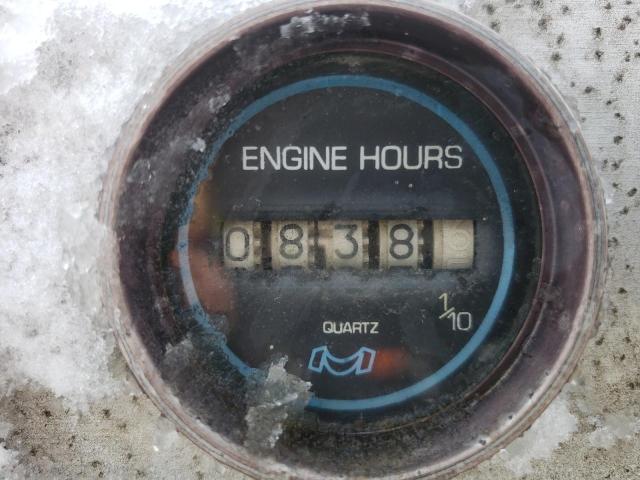 ENGINE HOURS
0838
1/10
QUARTZ